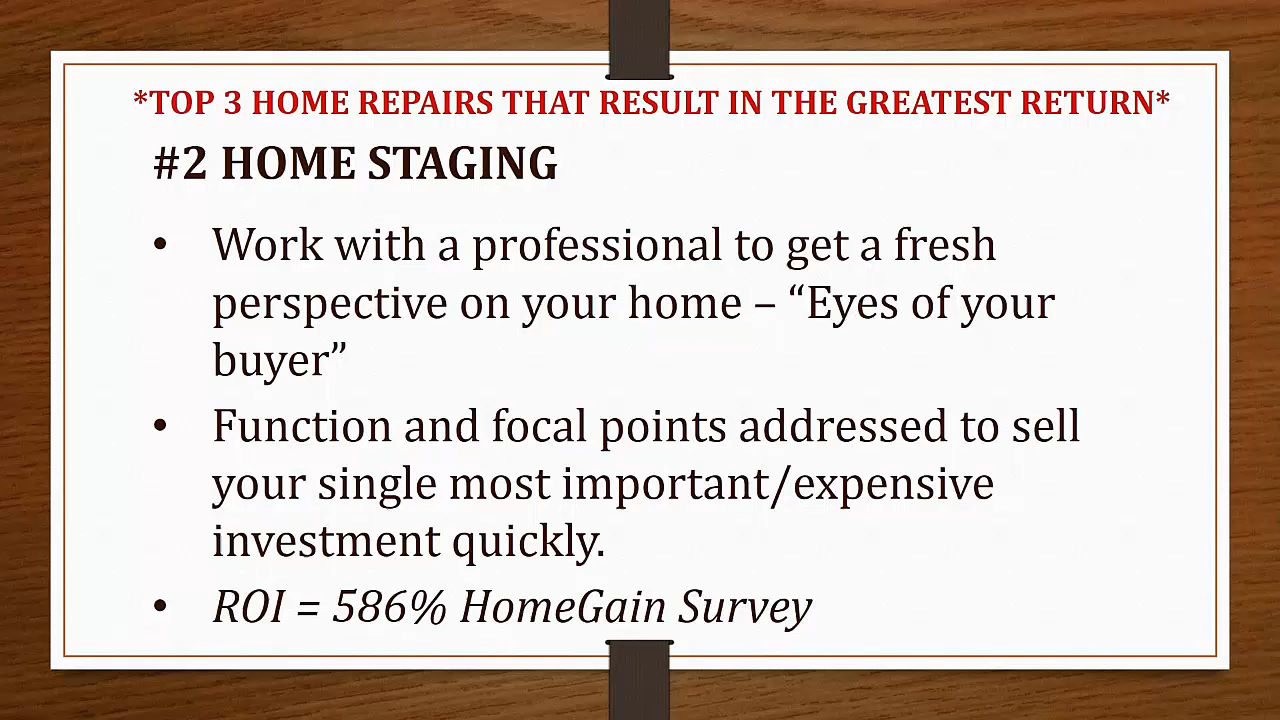 *TOP 3 HOME REPAIRS THAT RESULT IN THE GREATEST RETURN*
#2 HOME STAGING
• Work with a professional to get a fresh
perspective on your home – “Eyes of your
buyer”
• Function and focal points addressed to sell
your single most important/expensive
investment quickly.
• ROI = 586% HomeGain Survey